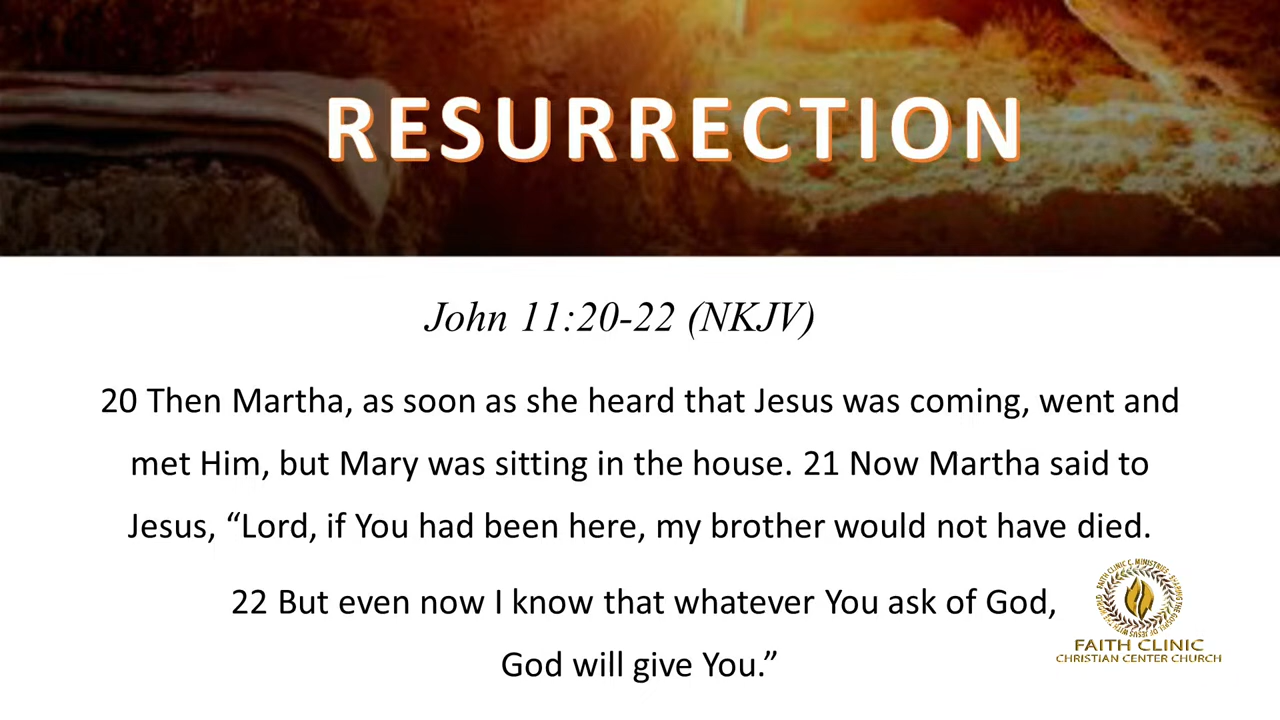 RESURRECTION
John 11:20-22 (NKJV)
20 Then Martha, as soon as she heard that Jesus was coming, went and
met Him, but Mary was sitting in the house. 21 Now Martha said to
Jesus, “Lord, if You had been here, my brother would not have died.
22 But even now I know that whatever You ask of God,
God will give You.”
FAITH CLINIC C. MINISTRIES
FAITH CLINIC
CHRISTIAN CENTER CHURCH